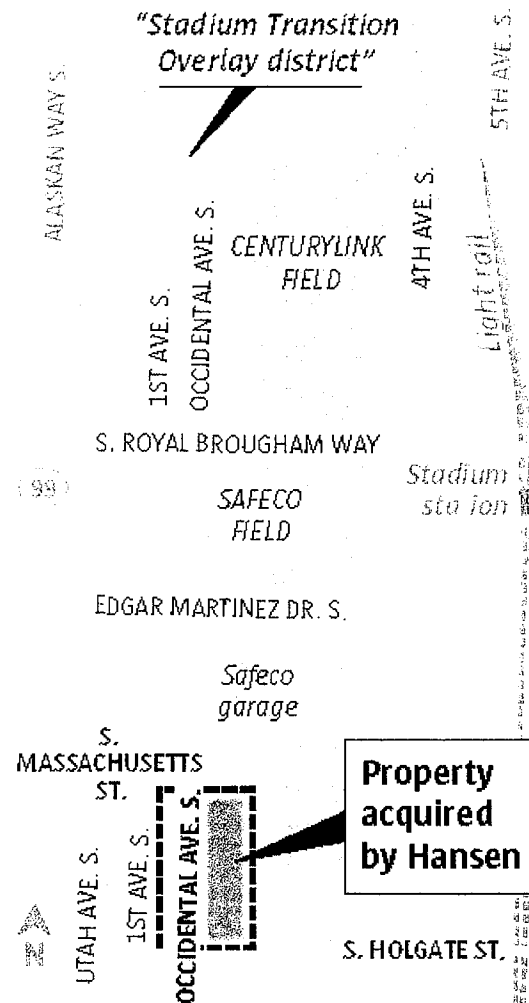 "Stadium Transition
Overlay district"
ALASKAN WAY S.
5TH AVE. S.
4TH AVE. S.
Light rail
1ST AVE. S.
OCCIDENTAL AVE. S.
CENTURYLINK
FIELD
S. ROYAL BROUGHAM WAY
99
SAFECO
FIELD
Stadium
sta ion
EDGAR MARTINEZ DR. S.
Safeco
garage
S.
MASSACHUSETTS
ST.
Property
acquired
by Hansen
UTAH AVE. S.
1ST AVE. S.
OCCIDENTAL AVE. S.
N
S. HOLGATE ST.